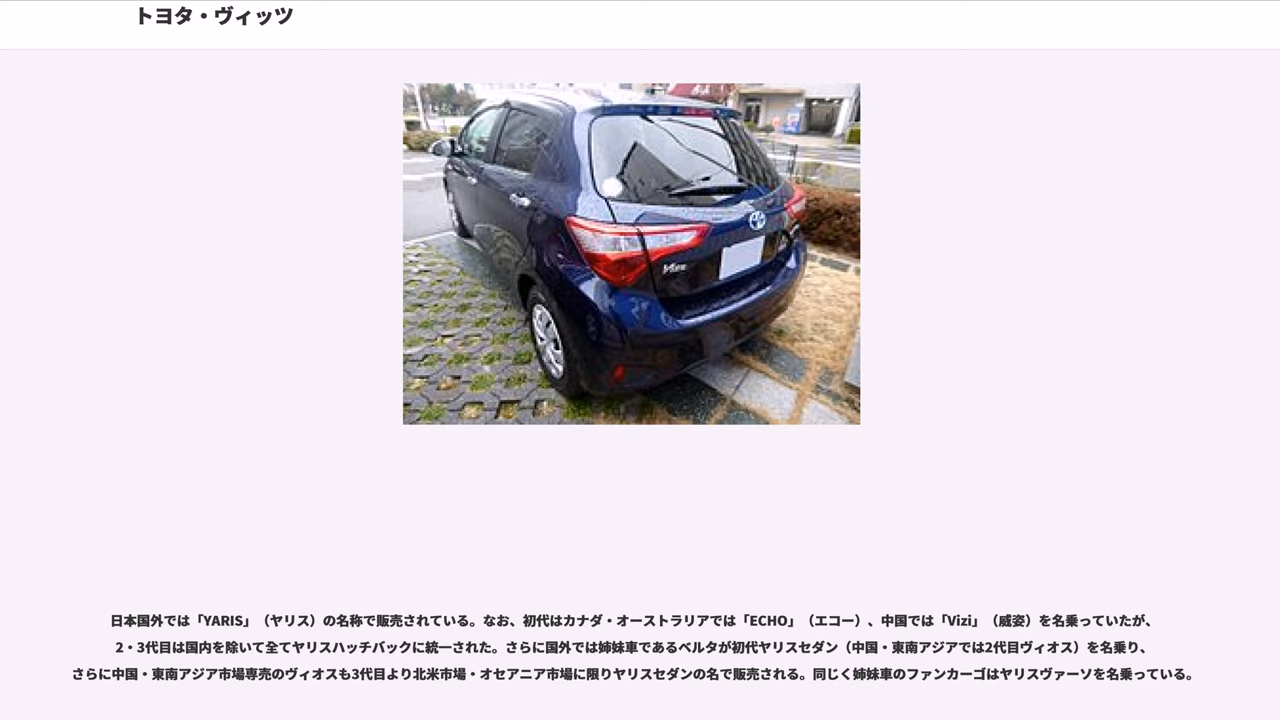 トヨタ・ヴィッツ
Vitz
日本国外では「YARIS」（ヤリス）の名称で販売されている。なお、初代はカナダ・オーストラリアでは「ECHO」（エコー）、中国では「Vizi」（威姿）を名乗っていたが、
2・3代目は国内を除いて全てヤリスハッチバックに統一された。さらに国外では姉妹車であるベルタが初代ヤリスセダン（中国・東南アジアでは2代目ヴィオス）を名乗り、
さらに中国・東南アジア市場専売のヴィオスも3代目より北米市場・オセアニア市場に限りヤリスセダンの名で販売される。同じく姉妹車のファンカーゴはヤリスヴァーソを名乗っている。